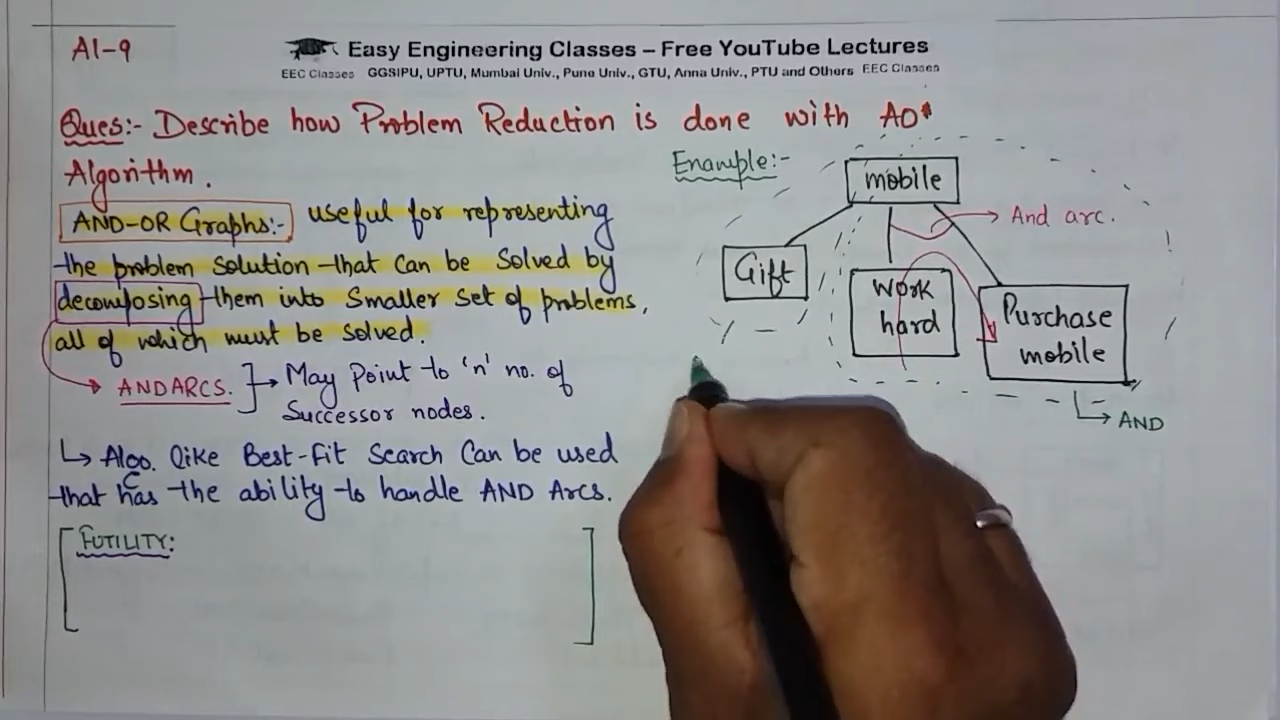 AI-9
Easy Engineering Classes – Free YouTube Lectures
EEC Classes GGSIPU, UPTU, Mumbai Univ., Pune Univ., GTU, Anna Univ., PTU and Others EEC Classes
Ques:- Describe how Problem Reduction is done with AO*
Algorithm.
AND-OR Graphs:- useful for representing
the problem solution that can be solved by
decomposing them into smaller set of problems,
all of which must be solved.
AND ARCS. → May Point to 'n' no. of
Successor nodes.
↳ Algo. like Best-Fit Search can be used
that has the ability to handle AND Arcs.
FUTILITY:
Enample:-
mobile
→ And arc.
Gift
work
hard
Purchase
mobile
↳ AND